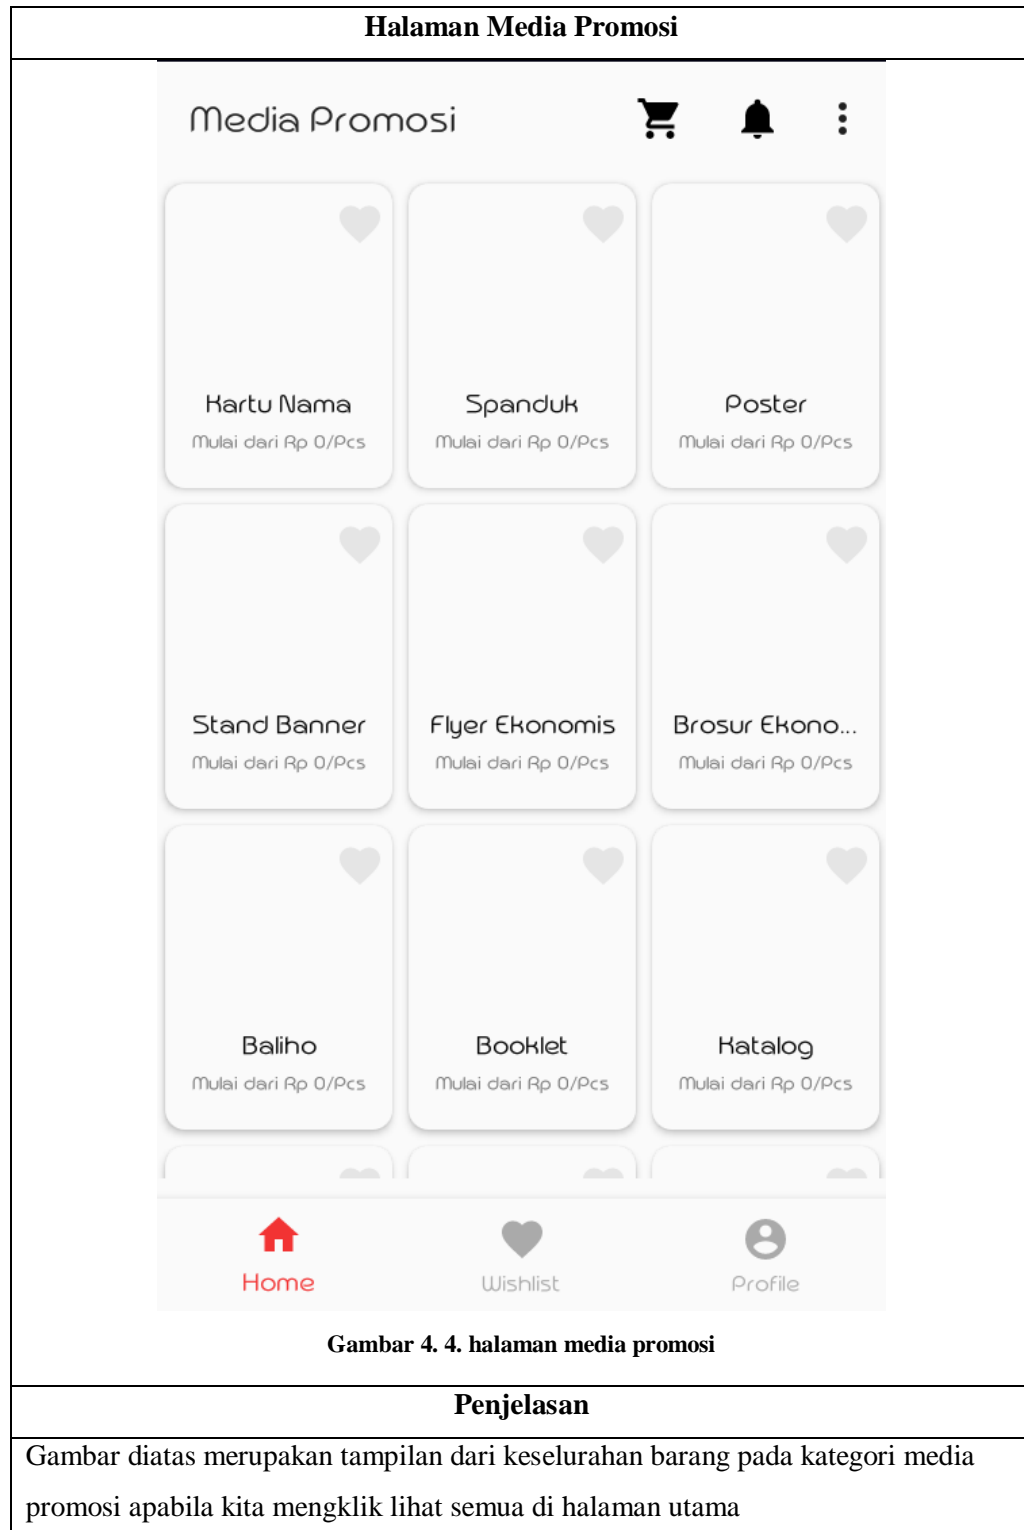 Halaman Media Promosi
Media Promosi
Kartu Nama Spanduk Poster
Mulai dari Rp 0/Pcs Mulai dari Rp 0/Pcs Mulai dari Rp 0/Pcs
Stand Banner Flyer Ekonomis Brosur Ekono...
Mulai dari Rp 0/Pcs Mulai dari Rp 0/Pcs Mulai dari Rp 0/Pcs
Baliho Booklet Katalog
Mulai dari Rp 0/Pcs Mulai dari Rp 0/Pcs Mulai dari Rp 0/Pcs
Home Wishlist Profile
Gambar 4. 4. halaman media promosi
Penjelasan
Gambar diatas merupakan tampilan dari keselurahan barang pada kategori media
promosi apabila kita mengklik lihat semua di halaman utama